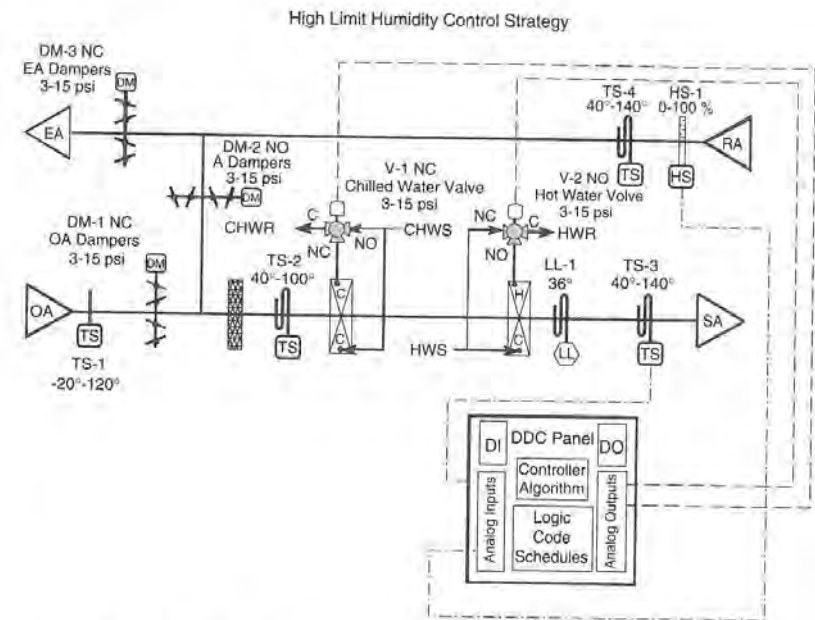 High Limit Humidity Control Strategy
DM-3 NC
EA Dampers
3-15 psi
DM
EA
TS-4
40°-140°
HS-1
0-100 %
TS
HS
RA
DM-2 NO
A Dampers
3-15 psi
DM
V-1 NC
Chilled Water Valve
3-15 psi
V-2 NO
Hot Water Volve
3-15 psi
DM-1 NC
OA Dampers
3-15 psi
DM
CHWR
C
NC
NO
CHWS
NC
C
HWR
NO
TS-2
40°-100°
LL-1
36°
TS-3
40°-140°
OA
TS
TS-1
-20°-120°
TS
C
C
HWS
H
C
LL
TS
SA
DI
DDC Panel
DO
Controller
Algorithm
Analog Inputs
Logic
Code
Schedules
Analog Outputs